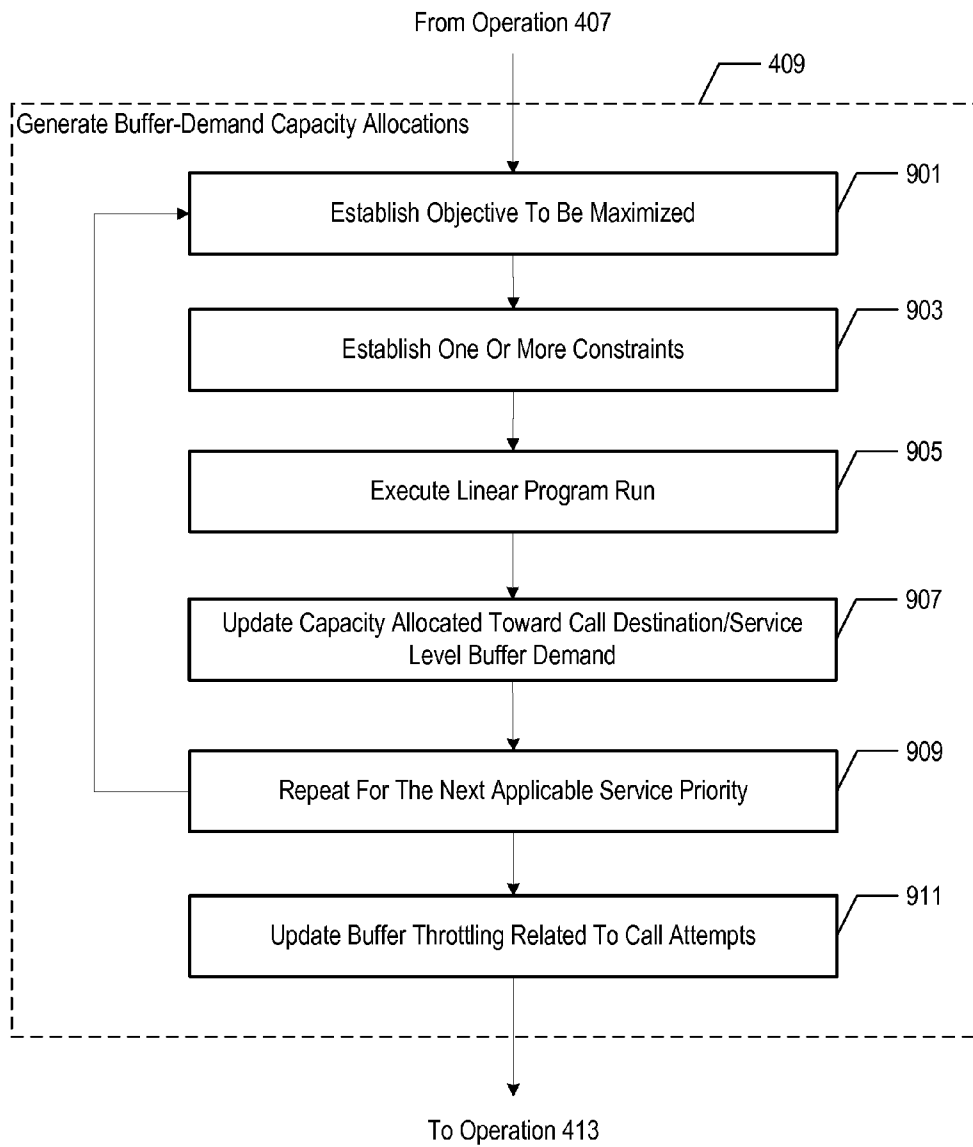 From Operation 407
409
Generate Buffer-Demand Capacity Allocations
901
Establish Objective To Be Maximized
903
Establish One Or More Constraints
905
Execute Linear Program Run
907
Update Capacity Allocated Toward Call Destination/Service
Level Buffer Demand
909
Repeat For The Next Applicable Service Priority
911
Update Buffer Throttling Related To Call Attempts
To Operation 413